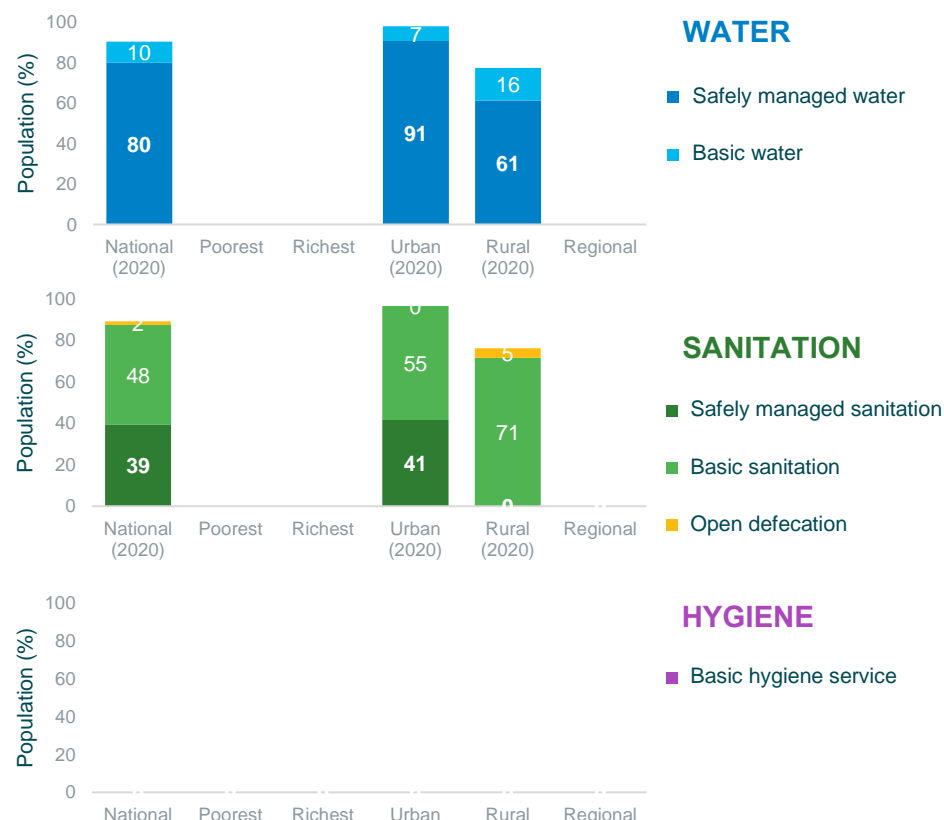 WATER
Population (%)
100
80
60
40
20
0
10
80
7
91
16
61
National
(2020)
Poorest
Richest
Urban
(2020)
Rural
(2020)
Regional
Safely managed water
Basic water
SANITATION
Population (%)
100
80
60
40
20
0
2
48
39
0
55
41
5
71
0
National
(2020)
Poorest
Richest
Urban
(2020)
Rural
(2020)
Regional
Safely managed sanitation
Basic sanitation
Open defecation
HYGIENE
Population (%)
100
80
60
40
20
0
National
Poorest
Richest
Urban
Rural
Regional
Basic hygiene service